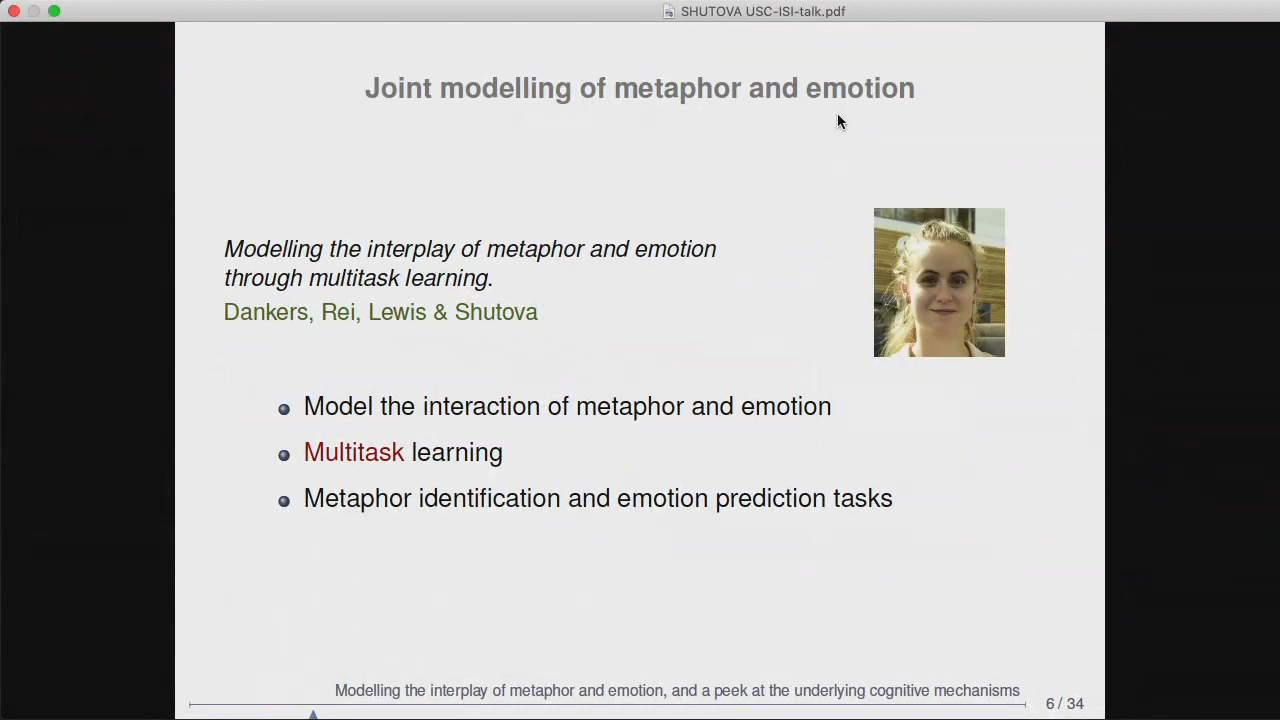 SHUTOVA USC-ISI-talk.pdf
Joint modelling of metaphor and emotion
Modelling the interplay of metaphor and emotion
through multitask learning.
Dankers, Rei, Lewis & Shutova
Model the interaction of metaphor and emotion
Multitask learning
Metaphor identification and emotion prediction tasks
Modelling the interplay of metaphor and emotion, and a peek at the underlying cognitive mechanisms
6 / 34